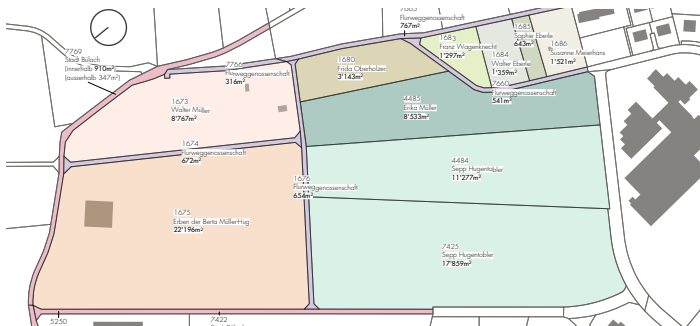 Flurweggenossenschaft
767m²
7769
Stadt Bülach
(innerhalb 910m²)
(ausserhalb 347m²)
7766
Flurweggenossenschaft
316m²
1680
Frida Oberholzer
3'143m²
1683
Franz Wagenknecht
1'297m²
1685
Sophie Eberle
643m²
1684
Walter Eberle
1'359m²
1686
Susanne Meierhans
1'521m²
7660
Flurweggenossenschaft
541m²
1673
Walter Müller
8'767m²
4485
Erika Müller
8'533m²
1674
Flurweggenossenschaft
672m²
4484
Sepp Hugentobler
11'277m²
1676
Flurweggenossenschaft
654m²
1675
Erben der Berta Müller-Hug
22'196m²
7425
Sepp Hugentobler
17'859m²
5250
7422